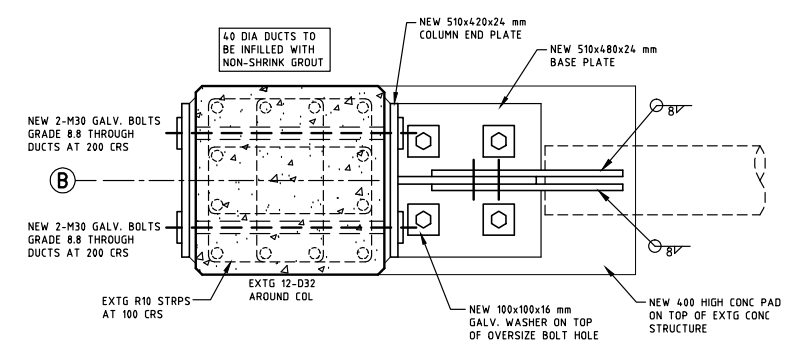 40 DIA DUCTS TO
BE INFILLED WITH
NON-SHRINK GROUT
NEW 510x420x24 mm
COLUMN END PLATE
NEW 510x480x24 mm
BASE PLATE
NEW 2-M30 GALV. BOLTS
GRADE 8.8 THROUGH
DUCTS AT 200 CRS
8
B
NEW 2-M30 GALV. BOLTS
GRADE 8.8 THROUGH
DUCTS AT 200 CRS
8
EXTG 12-D32
AROUND COL
EXTG R10 STRPS
AT 100 CRS
NEW 100x100x16 mm
GALV. WASHER ON TOP
OF OVERSIZE BOLT HOLE
NEW 400 HIGH CONC PAD
ON TOP OF EXTG CONC
STRUCTURE